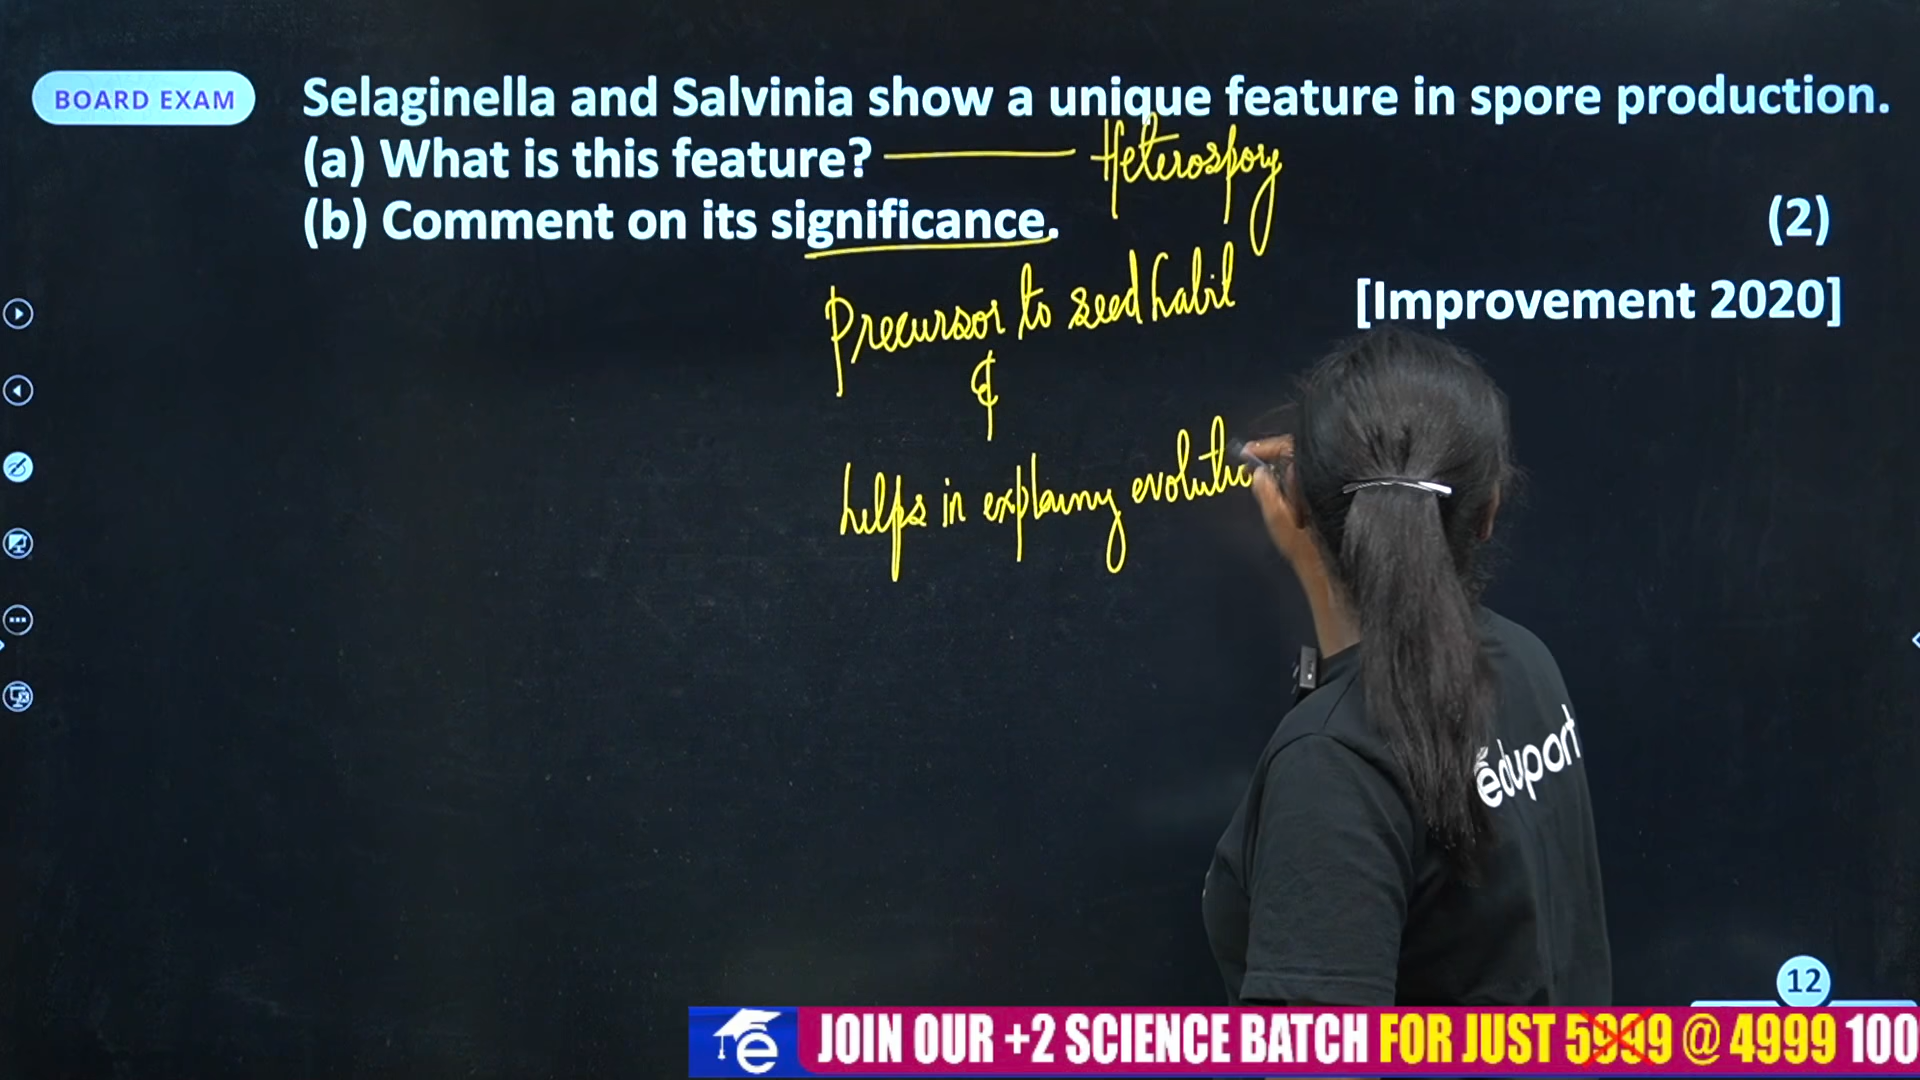 BOARD EXAM
Selaginella and Salvinia show a unique feature in spore production.
(a) What is this feature? Heterospory
(b) Comment on its significance. (2)
[Improvement 2020]
Precursor to seed habit
&
helps in explaining evolutio
eduport
12
e JOIN OUR +2 SCIENCE BATCH FOR JUST 5999 @ 4999 100